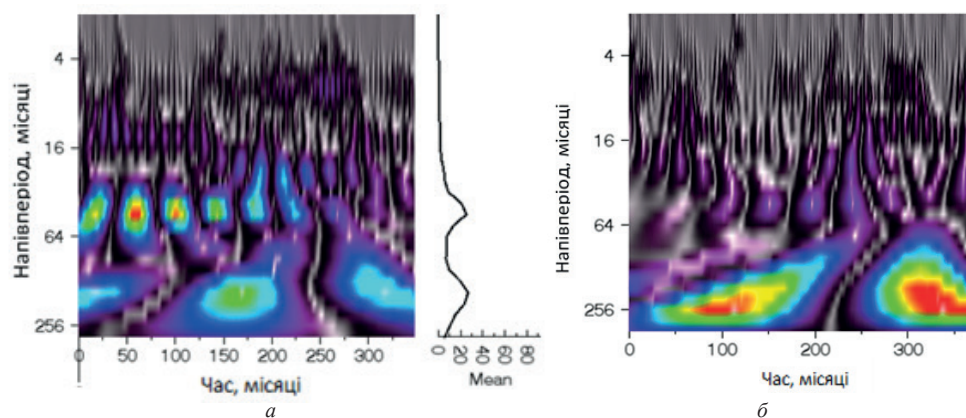 4
16
64
256
Напівперіод, місяці
0 50 100 150 200 250 300
Час, місяці
а
0 20 40 60 80
Mean
4
16
64
256
Напівперіод, місяці
0 100 200 300
Час, місяці
б